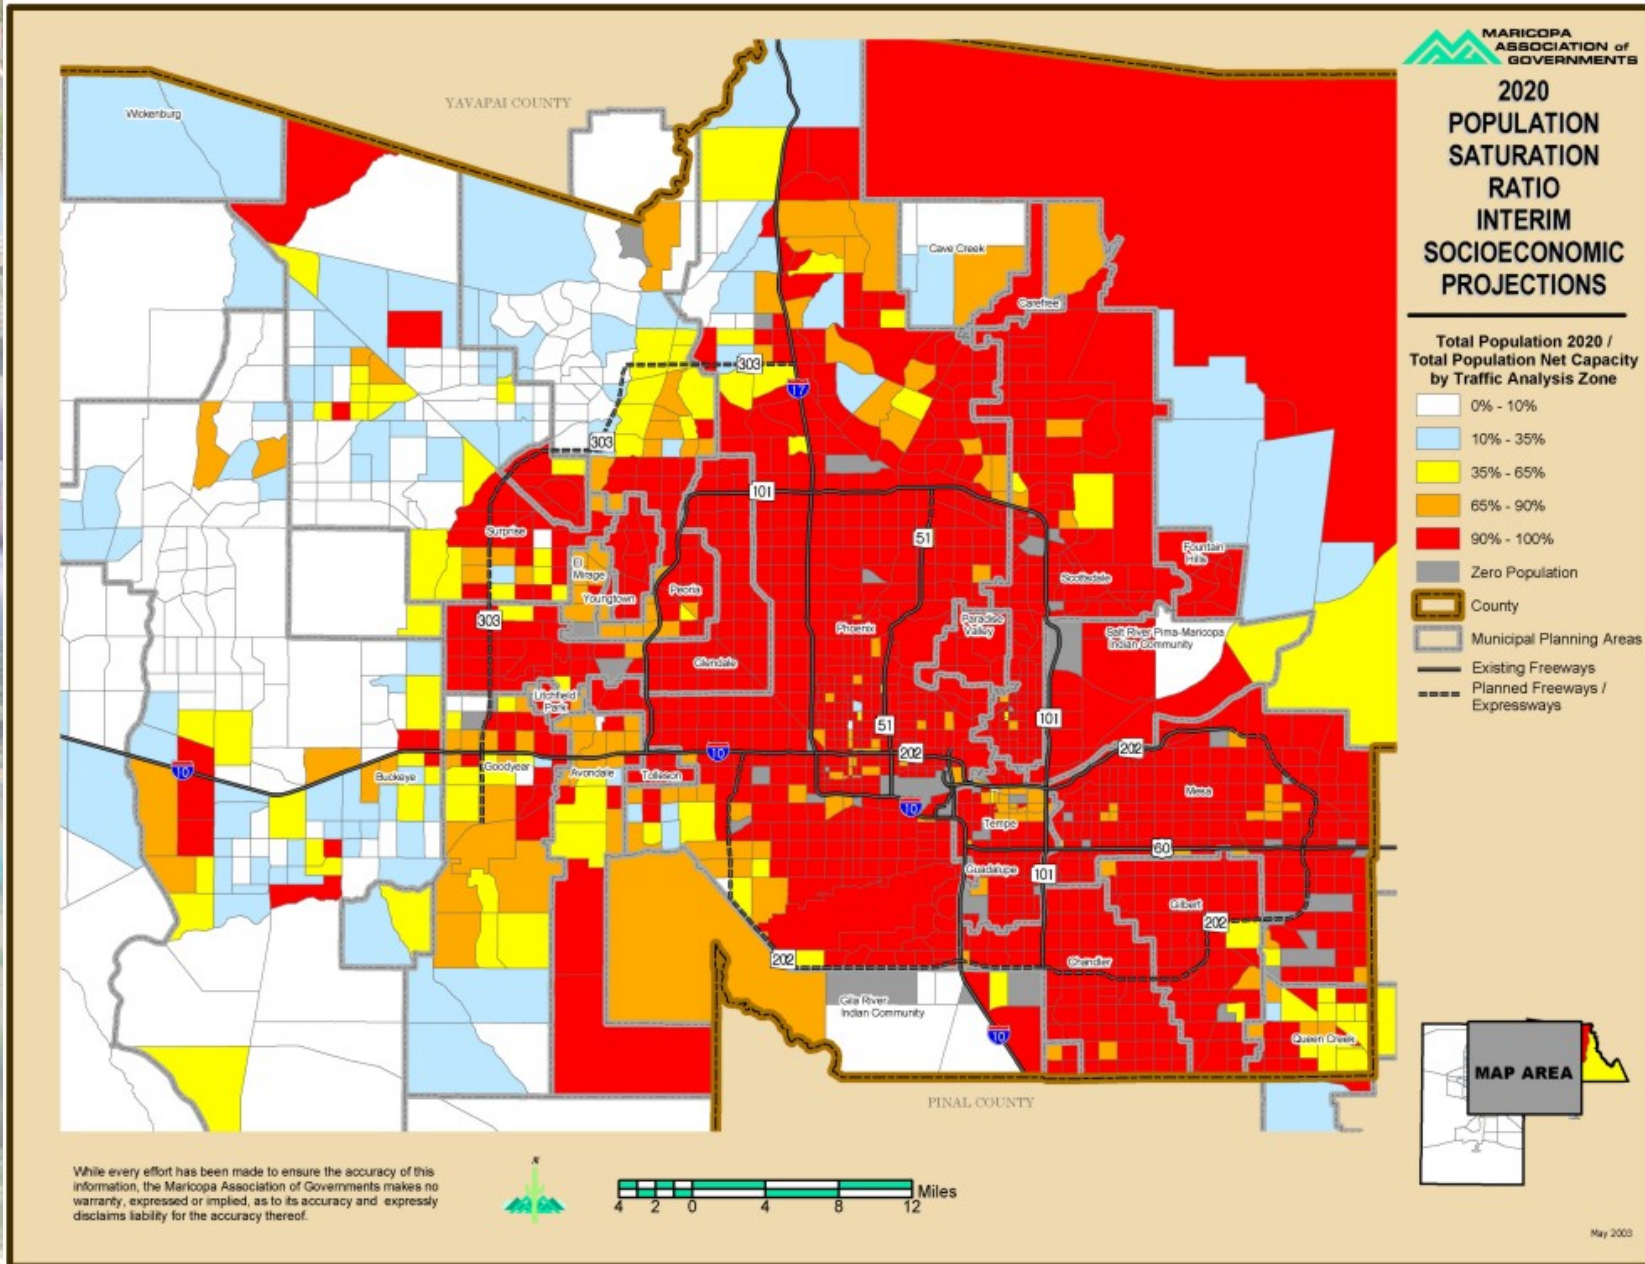 MARICOPA
ASSOCIATION of
GOVERNMENTS
2020
POPULATION
SATURATION
RATIO
INTERIM
SOCIOECONOMIC
PROJECTIONS
Total Population 2020 /
Total Population Net Capacity
by Traffic Analysis Zone
0% - 10%
10% - 35%
35% - 65%
65% - 90%
90% - 100%
Zero Population
County
Municipal Planning Areas
Existing Freeways
Planned Freeways /
Expressways
MAP AREA
May 2003
YAVAPAI COUNTY
Wickenburg
Cave Creek
Carefree
303
17
303
101
51
Surprise
El
Mirage
Youngtown
Peoria
Fountain
Hills
Scottsdale
303
Phoenix
Paradise
Valley
Salt River Pima-Maricopa
Indian Community
Glendale
Litchfield
Park
51
101
10
Buckeye
Goodyear
Avondale
Tolleson
10
202
202
Mesa
10
Tempe
60
Guadalupe
101
Gilbert
202
202
Chandler
Gila River
Indian Community
10
Queen Creek
PINAL COUNTY
While every effort has been made to ensure the accuracy of this
information, the Maricopa Association of Governments makes no
warranty, expressed or implied, as to its accuracy and expressly
disclaims liability for the accuracy thereof.
N
Miles
4 2 0 4 8 12